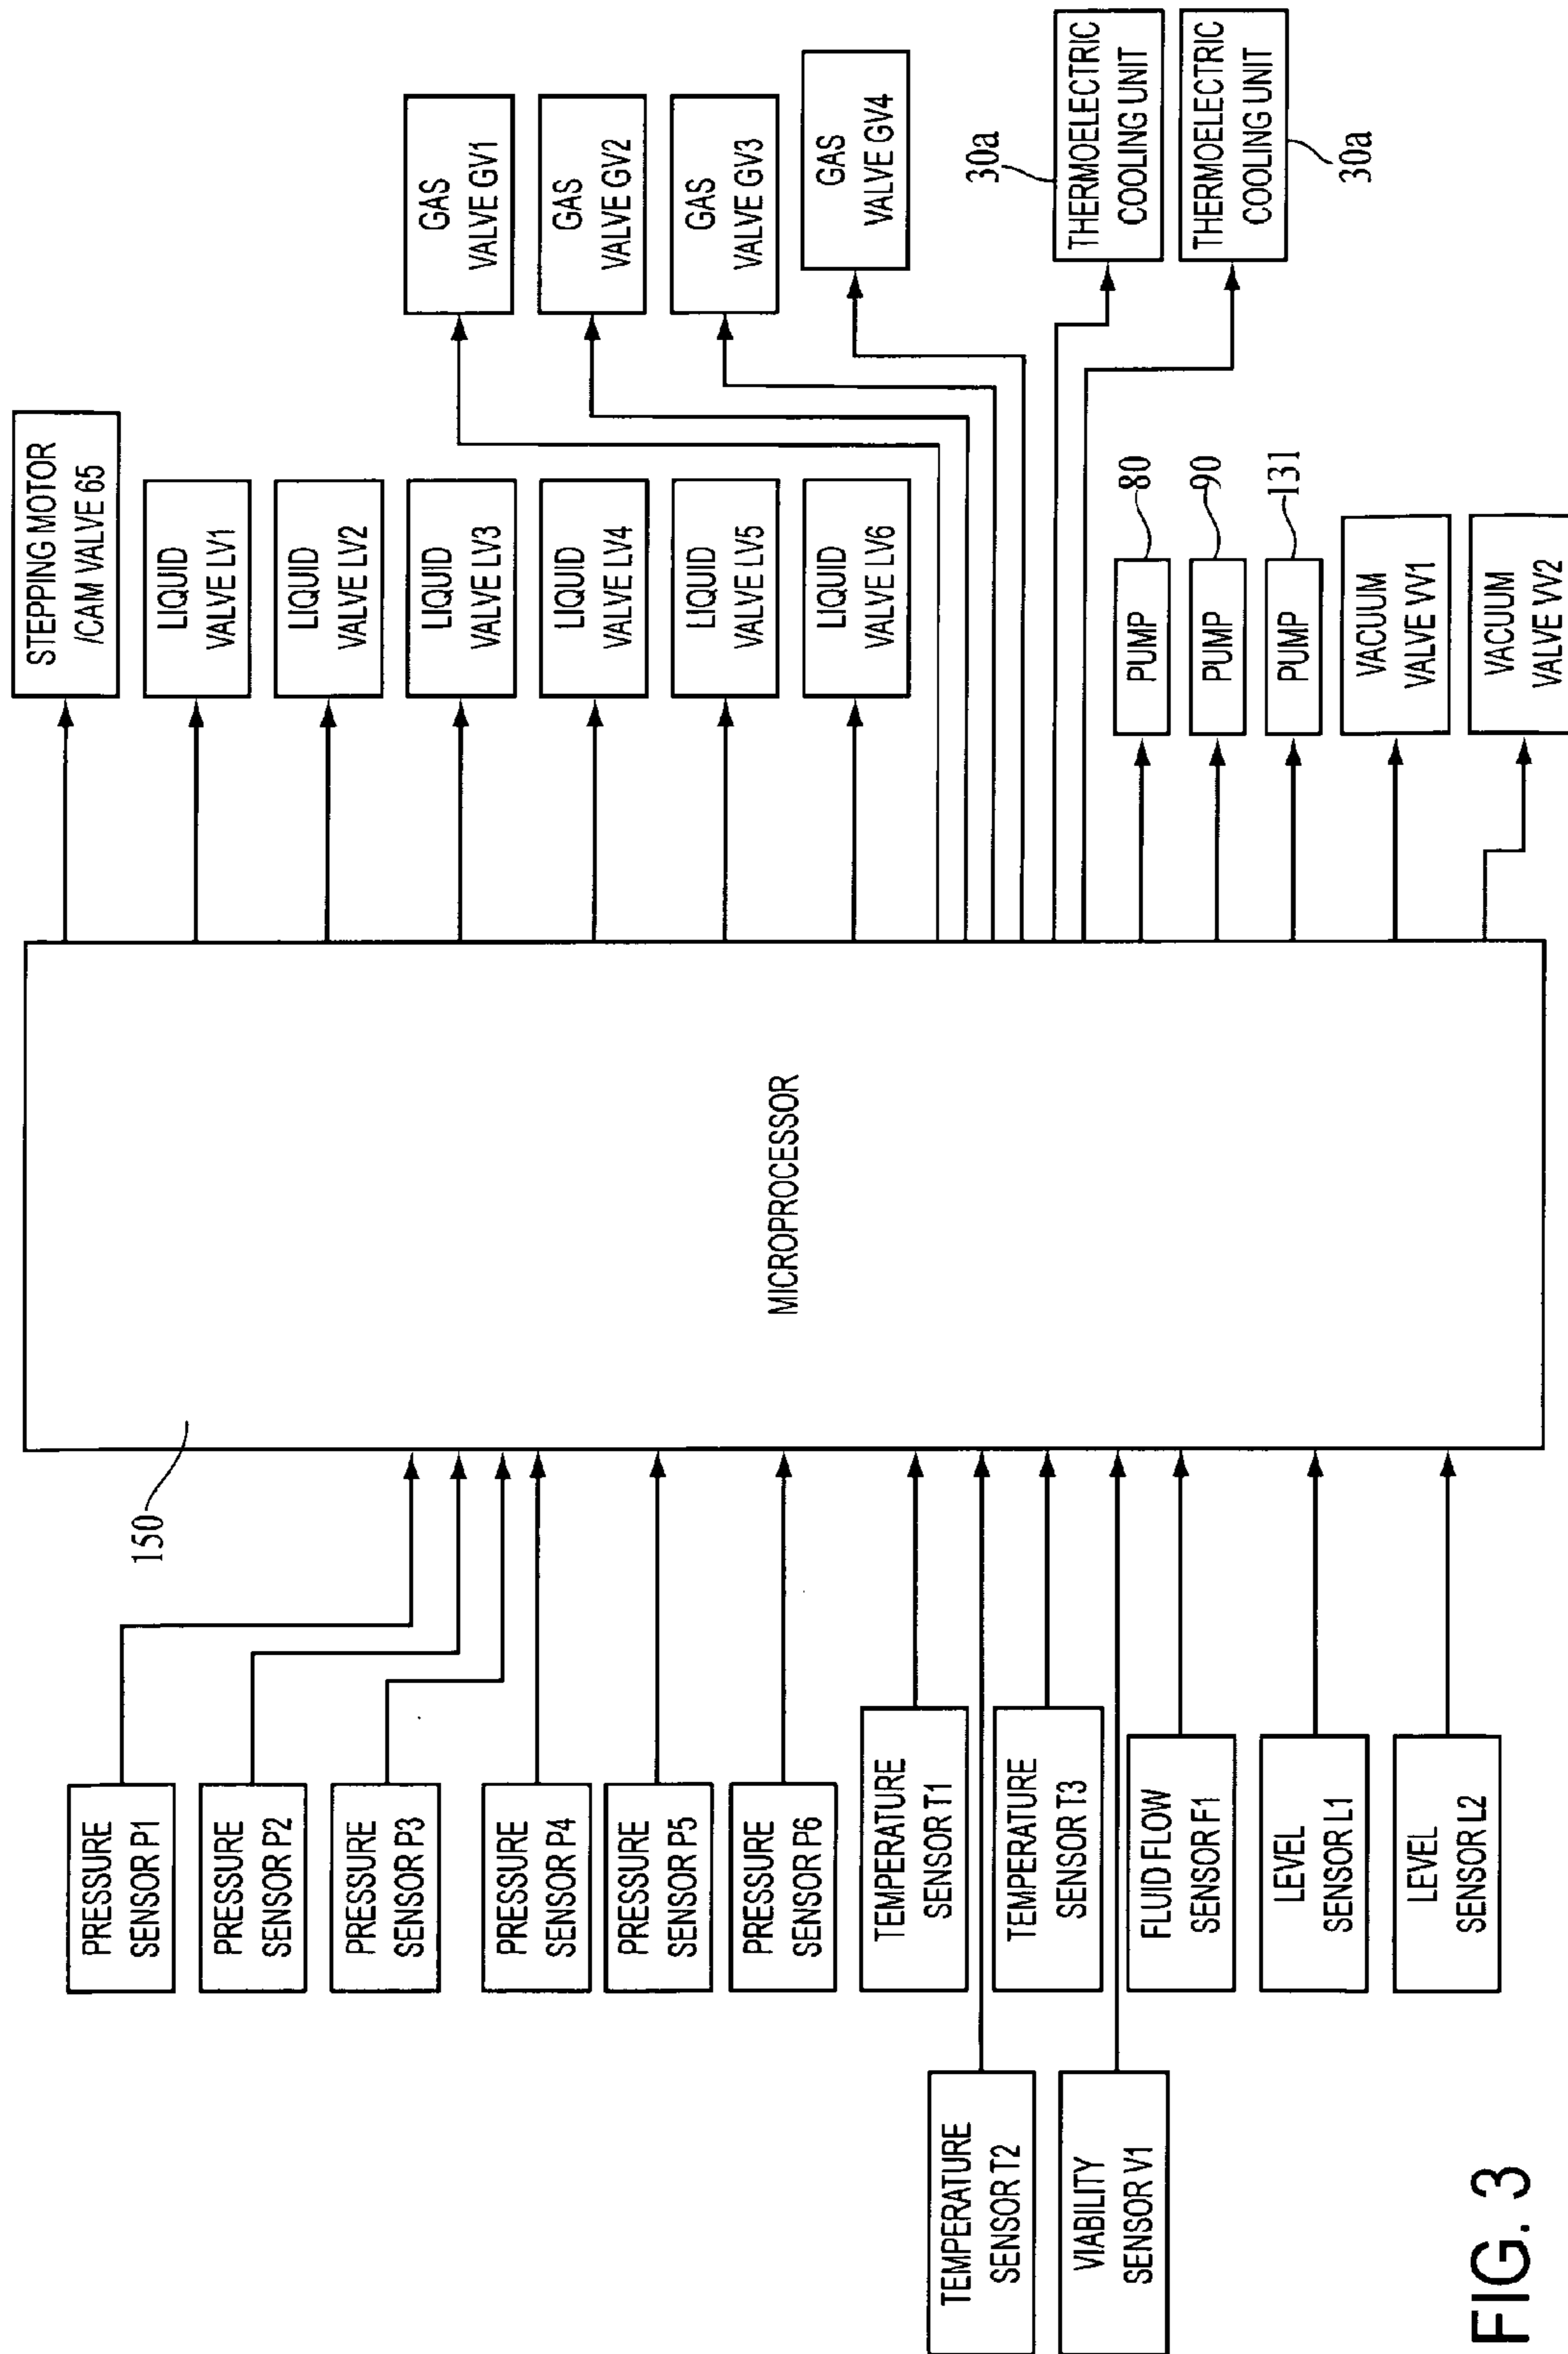 STEPPING MOTOR
/CAM VALVE 65
LIQUID
VALVE LV1
LIQUID
VALVE LV2
LIQUID
VALVE LV3
LIQUID
VALVE LV4
LIQUID
VALVE LV5
LIQUID
VALVE LV6
GAS
VALVE GV1
GAS
VALVE GV2
GAS
VALVE GV3
GAS
VALVE GV4
30a
THERMOELECTRIC
COOLING UNIT
THERMOELECTRIC
COOLING UNIT
30a
PUMP
80
PUMP
90
PUMP
131
VACUUM
VALVE VV1
VACUUM
VALVE VV2
MICROPROCESSOR
150
PRESSURE
SENSOR P1
PRESSURE
SENSOR P2
PRESSURE
SENSOR P3
PRESSURE
SENSOR P4
PRESSURE
SENSOR P5
PRESSURE
SENSOR P6
TEMPERATURE
SENSOR T1
TEMPERATURE
SENSOR T2
TEMPERATURE
SENSOR T3
VIABILITY
SENSOR V1
FLUID FLOW
SENSOR F1
LEVEL
SENSOR L1
LEVEL
SENSOR L2
FIG. 3